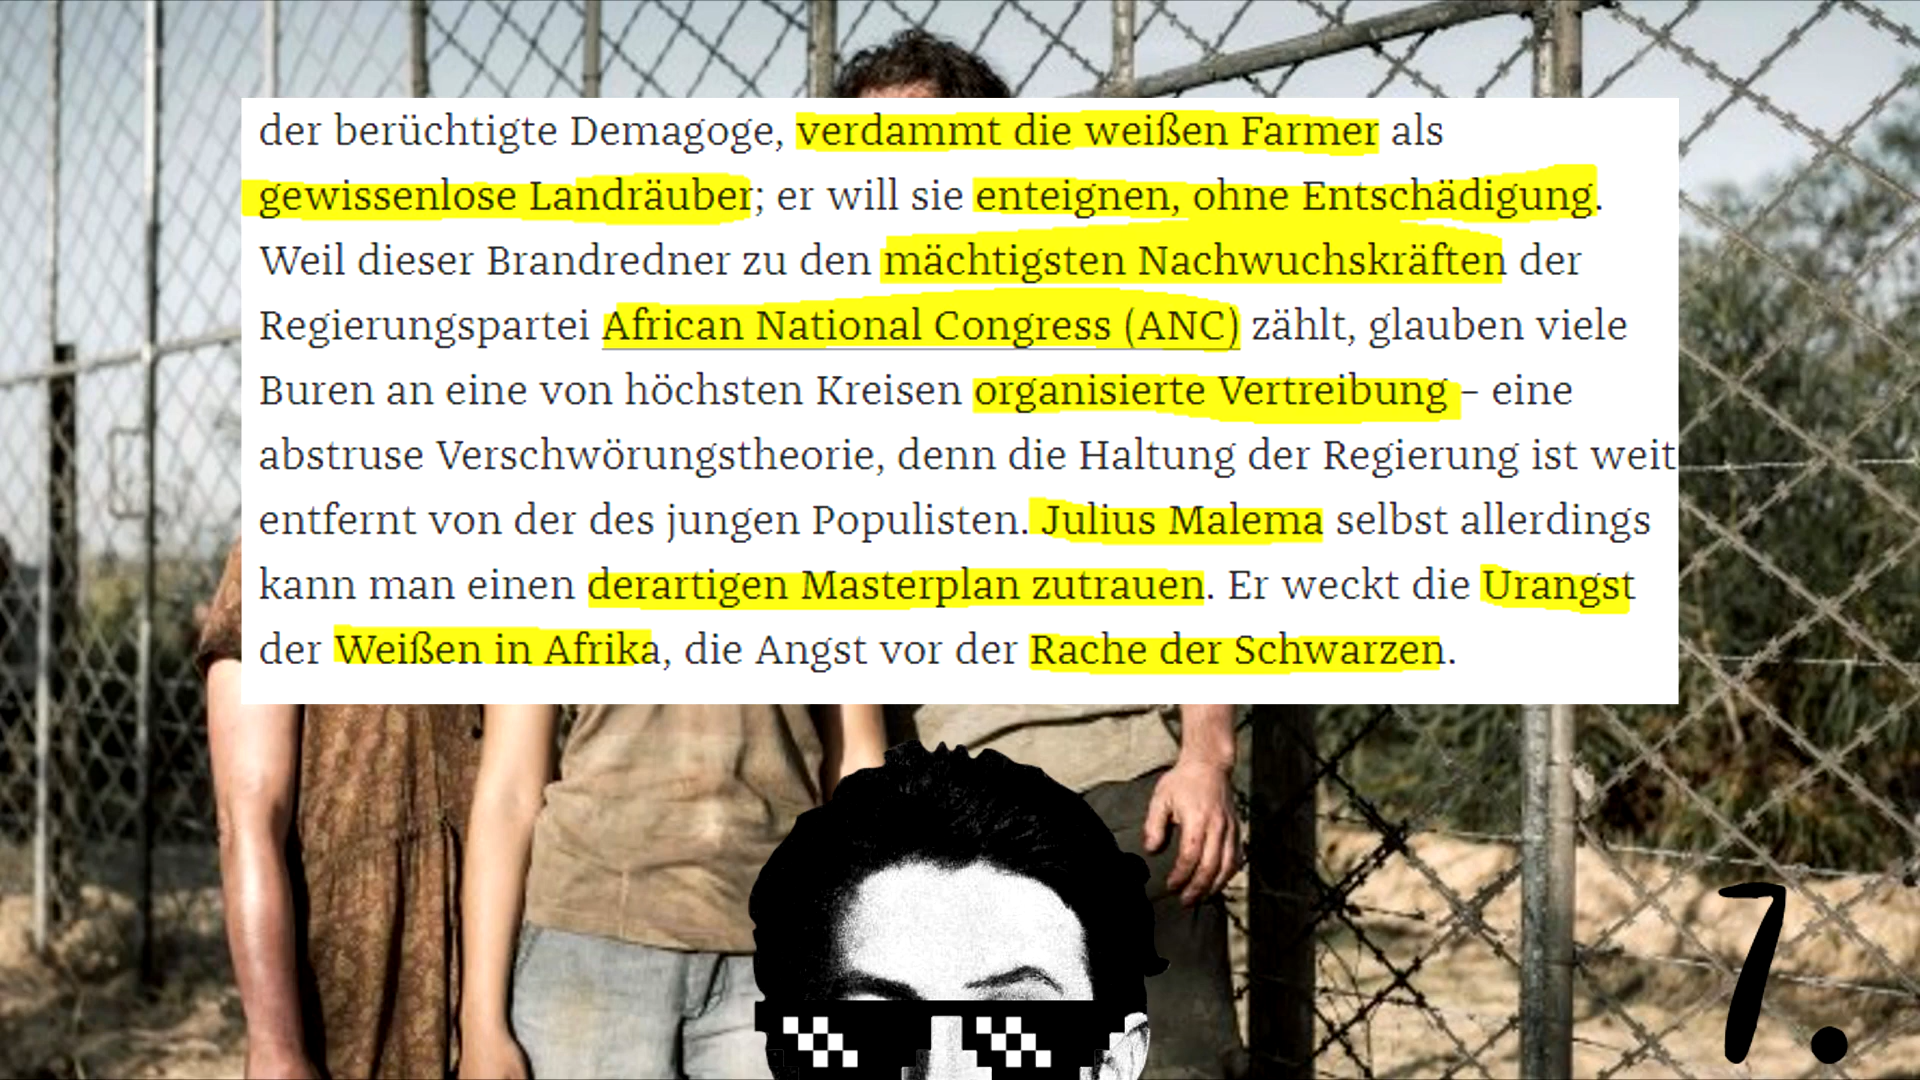 der berüchtigte Demagoge, verdammt die weißen Farmer als
gewissenlose Landräuber; er will sie enteignen, ohne Entschädigung.
Weil dieser Brandredner zu den mächtigsten Nachwuchskräften der
Regierungspartei African National Congress (ANC) zählt, glauben viele
Buren an eine von höchsten Kreisen organisierte Vertreibung – eine
abstruse Verschwörungstheorie, denn die Haltung der Regierung ist weit
entfernt von der des jungen Populisten. Julius Malema selbst allerdings
kann man einen derartigen Masterplan zutrauen. Er weckt die Urangst
der Weißen in Afrika, die Angst vor der Rache der Schwarzen.
7.